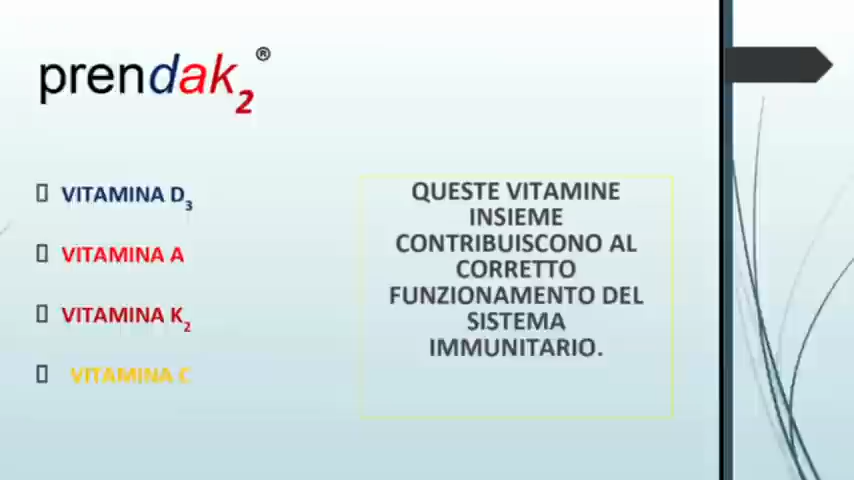 prendak2®
VITAMINA D3
VITAMINA A
VITAMINA K2
VITAMINA C
QUESTE VITAMINE
INSIEME
CONTRIBUISCONO AL
CORRETTO
FUNZIONAMENTO DEL
SISTEMA
IMMUNITARIO.